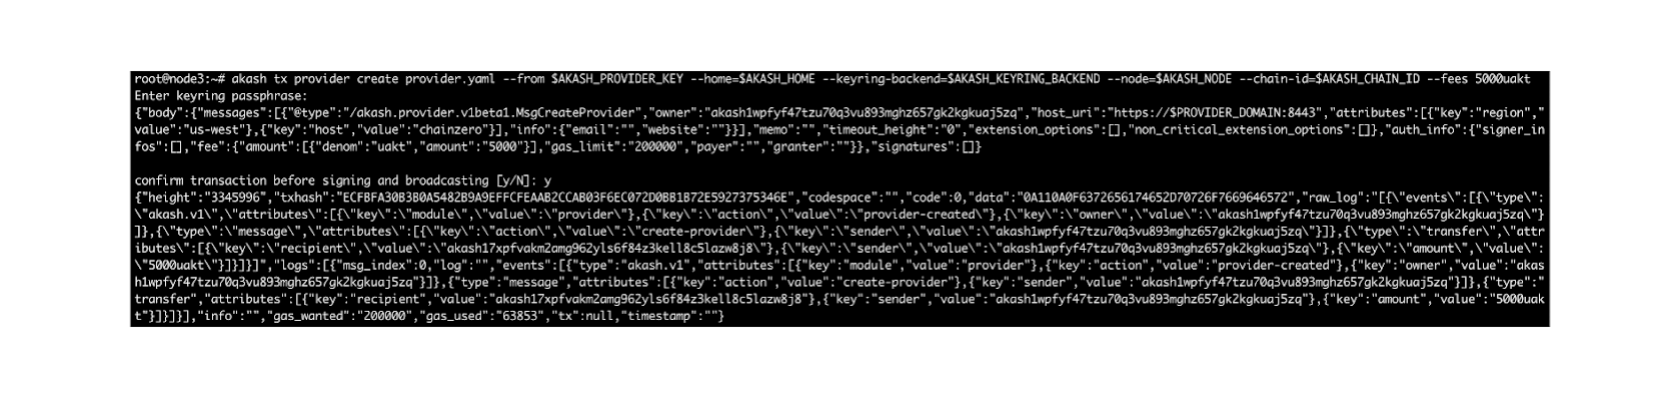 root@node3:~# akash tx provider create provider.yaml --from $AKASH_PROVIDER_KEY --home=$AKASH_HOME --keyring-backend=$AKASH_KEYRING_BACKEND --node=$AKASH_NODE --chain-id=$AKASH_CHAIN_ID --fees 5000uakt
Enter keyring passphrase:
{"body":{"messages":[{"@type":"/akash.provider.v1beta1.MsgCreateProvider","owner":"akash1wpfyf47tzu70q3vu893mghz657gk2kgkuaj5zq","host_uri":"https://$PROVIDER_DOMAIN:8443","attributes":[{"key":"region","
value":"us-west"},{"key":"host","value":"chainzero"}],"info":{"email":"","website":""}}],"memo":"","timeout_height":"0","extension_options":[],"non_critical_extension_options":[]},"auth_info":{"signer_in
fos":[],"fee":{"amount":[{"denom":"uakt","amount":"5000"}],"gas_limit":"200000","payer":"","granter":""}},"signatures":[]}
confirm transaction before signing and broadcasting [y/N]: y
{"height":"3345996","txhash":"ECFBFA30B3B0A5482B9A9EFFCFEAAB2CCAB03F6EC072D0BB1B72E5927375346E","codespace":"","code":0,"data":"0A110A0F6372656174652D70726F7669646572","raw_log":"[{\"events\":[{\"type\":
\"akash.v1\",\"attributes\":[{\"key\":\"module\",\"value\":\"provider\"},{\"key\":\"action\",\"value\":\"provider-created\"},{\"key\":\"owner\",\"value\":\"akash1wpfyf47tzu70q3vu893mghz657gk2kgkuaj5zq\"}
]},{\"type\":\"message\",\"attributes\":[{\"key\":\"action\",\"value\":\"create-provider\"},{\"key\":\"sender\",\"value\":\"akash1wpfyf47tzu70q3vu893mghz657gk2kgkuaj5zq\"}]},{\"type\":\"transfer\",\"attr
ibutes\":[{\"key\":\"recipient\",\"value\":\"akash17xpfvakm2amg962yls6f84z3kell8c5lazw8j8\"},{\"key\":\"sender\",\"value\":\"akash1wpfyf47tzu70q3vu893mghz657gk2kgkuaj5zq\"},{\"key\":\"amount\",\"value\":
\"5000uakt\"}]}]}]","logs":[{"msg_index":0,"log":"","events":[{"type":"akash.v1","attributes":[{"key":"module","value":"provider"},{"key":"action","value":"provider-created"},{"key":"owner","value":"akas
h1wpfyf47tzu70q3vu893mghz657gk2kgkuaj5zq"}]},{"type":"message","attributes":[{"key":"action","value":"create-provider"},{"key":"sender","value":"akash1wpfyf47tzu70q3vu893mghz657gk2kgkuaj5zq"}]},{"type":"
transfer","attributes":[{"key":"recipient","value":"akash17xpfvakm2amg962yls6f84z3kell8c5lazw8j8"},{"key":"sender","value":"akash1wpfyf47tzu70q3vu893mghz657gk2kgkuaj5zq"},{"key":"amount","value":"5000uak
t"}]}]}],"info":"","gas_wanted":"200000","gas_used":"63853","tx":null,"timestamp":""}